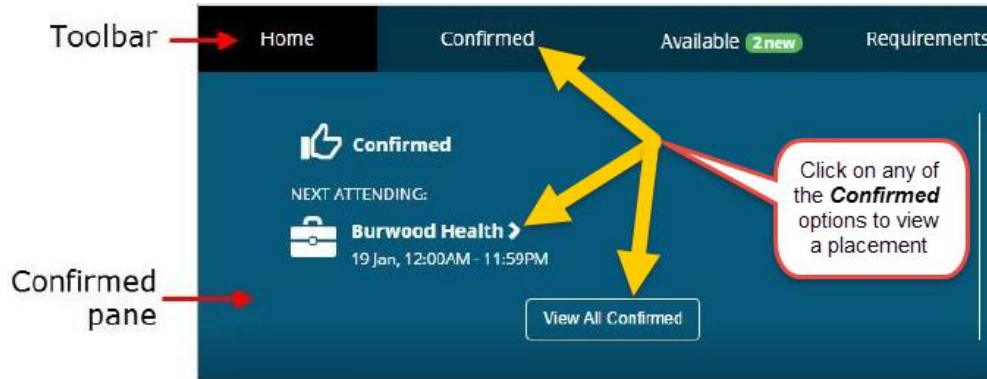 Toolbar
Home Confirmed Available 2 new Requirements
Confirmed
NEXT ATTENDING:
Burwood Health
19 Jan, 12:00AM - 11:59PM
View All Confirmed
Click on any of
the Confirmed
options to view
a placement
Confirmed
pane